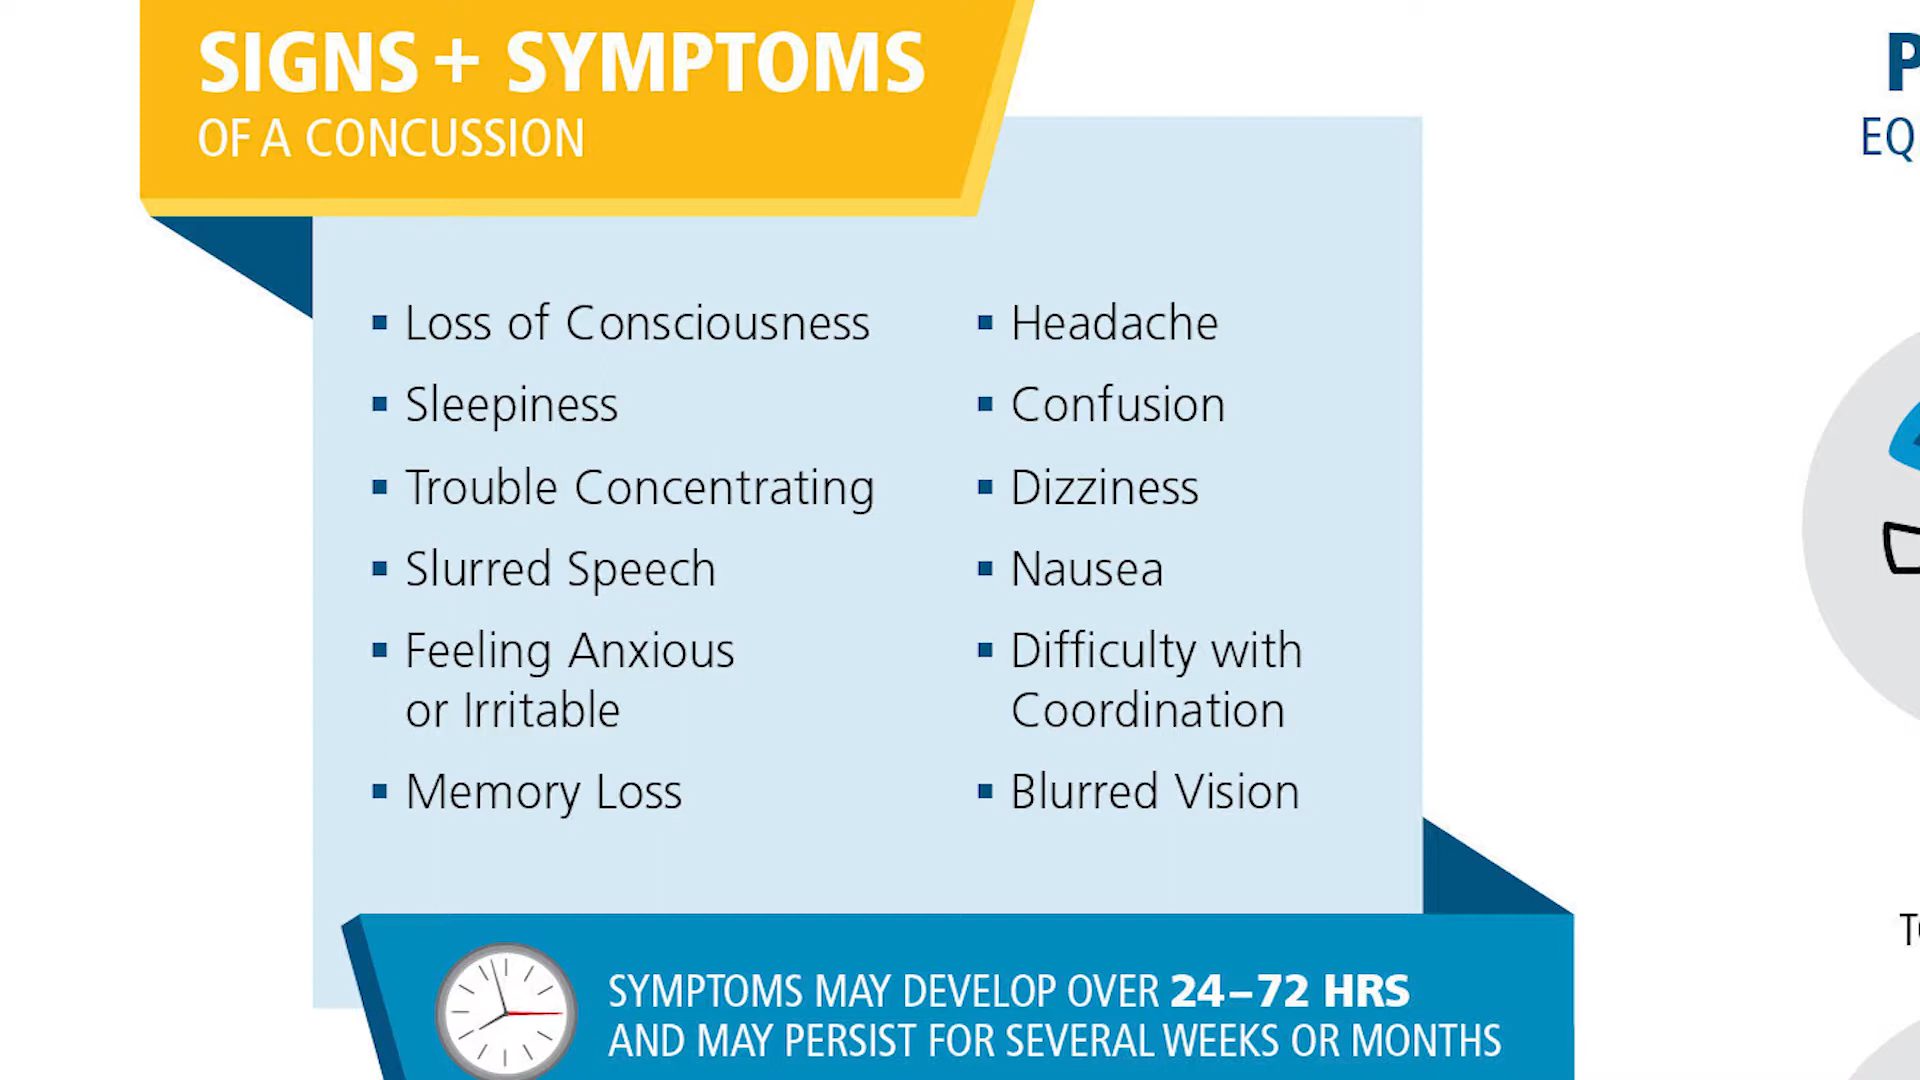 SIGNS + SYMPTOMS
OF A CONCUSSION
▪ Loss of Consciousness
▪ Sleepiness
▪ Trouble Concentrating
▪ Slurred Speech
▪ Feeling Anxious
or Irritable
▪ Memory Loss
▪ Headache
▪ Confusion
▪ Dizziness
▪ Nausea
▪ Difficulty with
Coordination
▪ Blurred Vision
SYMPTOMS MAY DEVELOP OVER 24–72 HRS
AND MAY PERSIST FOR SEVERAL WEEKS OR MONTHS